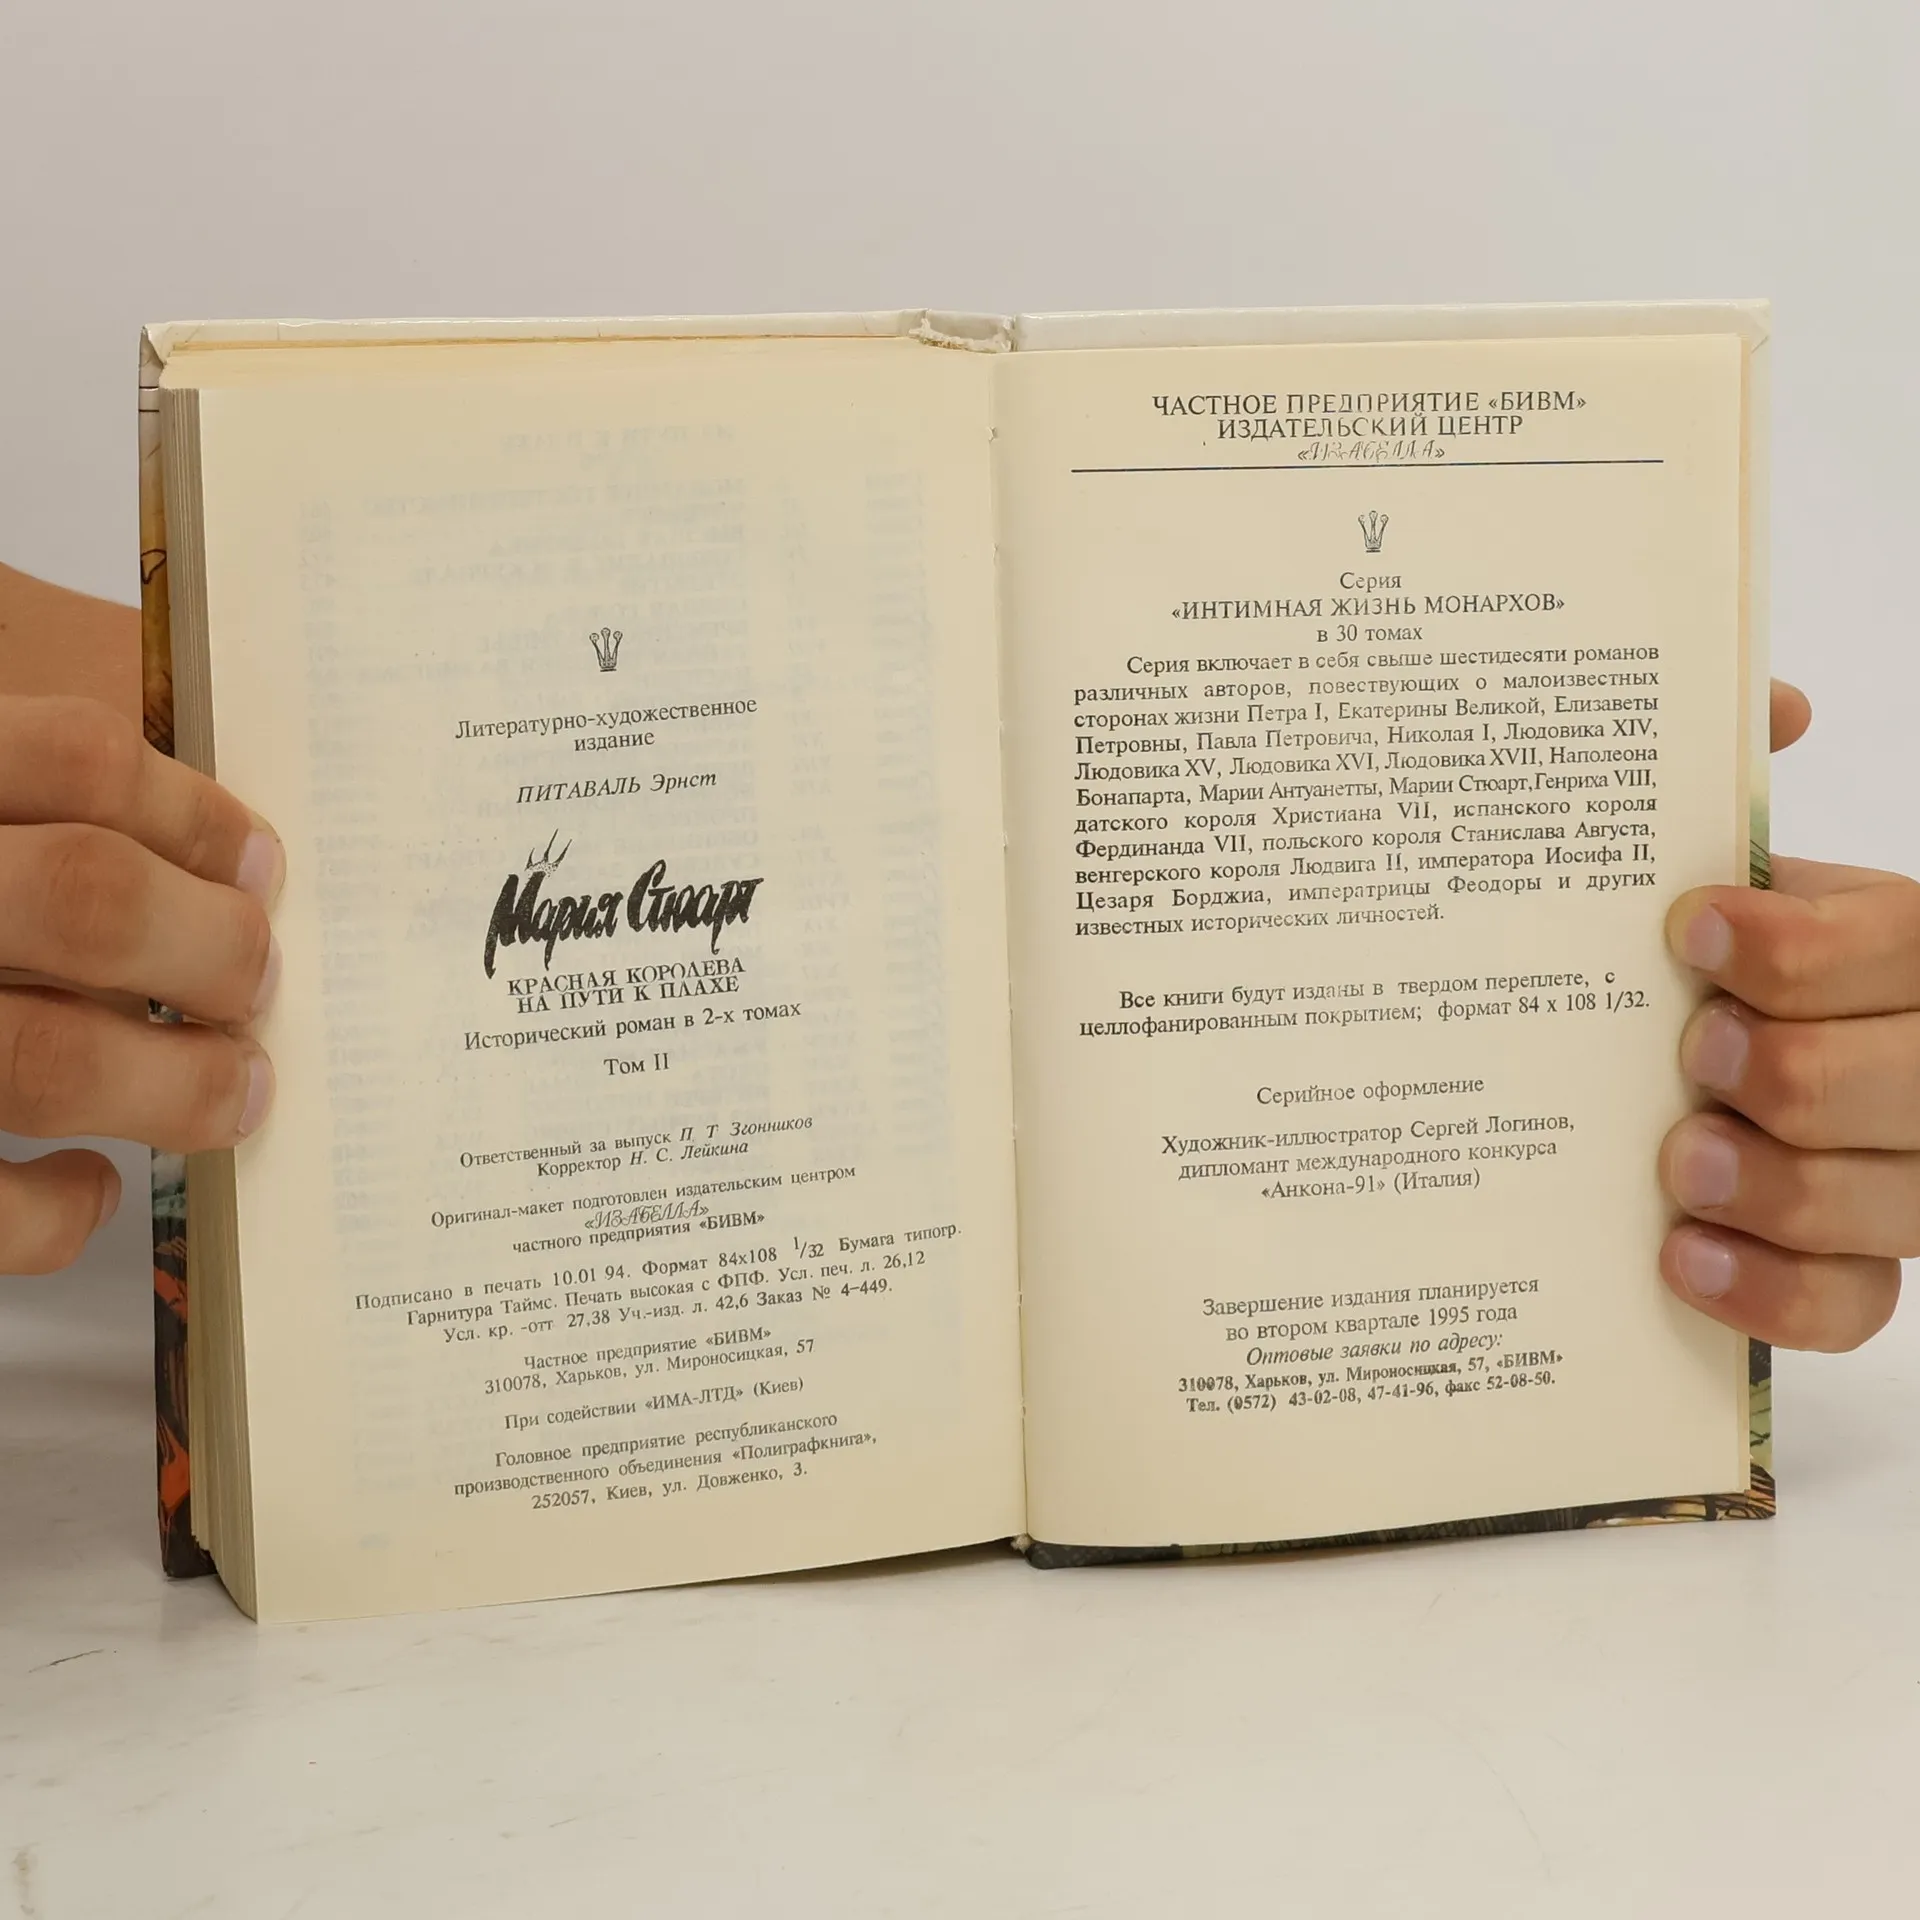 Литературно-художественное
издание
ПИТАВАЛЬ Эрнст
Мария Стюарт
КРАСНАЯ КОРОЛЕВА
НА ПУТИ К ПЛАХЕ
Исторический роман в 2-х томах
Том II
Ответственный за выпуск П. Т Згонников
Корректор Н. С. Лейкина
Оригинал-макет подготовлен издательским центром
«ИЗАБЕЛЛА»
частного предприятия «БИВМ»
Подписано в печать 10.01 94. Формат 84х108 1/32 Бумага типогр.
Гарнитура Таймс. Печать высокая с ФПФ. Усл. печ. л. 26,12
Усл. кр. -отт 27,38 Уч.-изд. л. 42,6 Заказ № 4-449.
Частное предприятие «БИВМ»
310078, Харьков, ул. Мироносицкая, 57
При содействии «ИМА-ЛТД» (Киев)
Головное предприятие республиканского
производственного объединения «Полиграфкнига»,
252057, Киев, ул. Довженко, 3.
ЧАСТНОЕ ПРЕДПРИЯТИЕ «БИВМ»
ИЗДАТЕЛЬСКИЙ ЦЕНТР
«ИЗАБЕЛЛА»
Серия
«ИНТИМНАЯ ЖИЗНЬ МОНАРХОВ»
в 30 томах
Серия включает в себя свыше шестидесяти романов
различных авторов, повествующих о малоизвестных
сторонах жизни Петра I, Екатерины Великой, Елизаветы
Петровны, Павла Петровича, Николая I, Людовика XIV,
Людовика XV, Людовика XVI, Людовика XVII, Наполеона
Бонапарта, Марии Антуанетты, Марии Стюарт,Генриха VIII,
датского короля Христиана VII, испанского короля
Фердинанда VII, польского короля Станислава Августа,
венгерского короля Людвига II, императора Иосифа II,
Цезаря Борджиа, императрицы Феодоры и других
известных исторических личностей.
Все книги будут изданы в твердом переплете, с
целлофанированным покрытием; формат 84 х 108 1/32.
Серийное оформление
Художник-иллюстратор Сергей Логинов,
дипломант международного конкурса
«Анкона-91» (Италия)
Завершение издания планируется
во втором квартале 1995 года
Оптовые заявки по адресу:
310078, Харьков, ул. Мироносицкая, 57, «БИВМ»
Тел. (0572) 43-02-08, 47-41-96, факс 52-08-50.